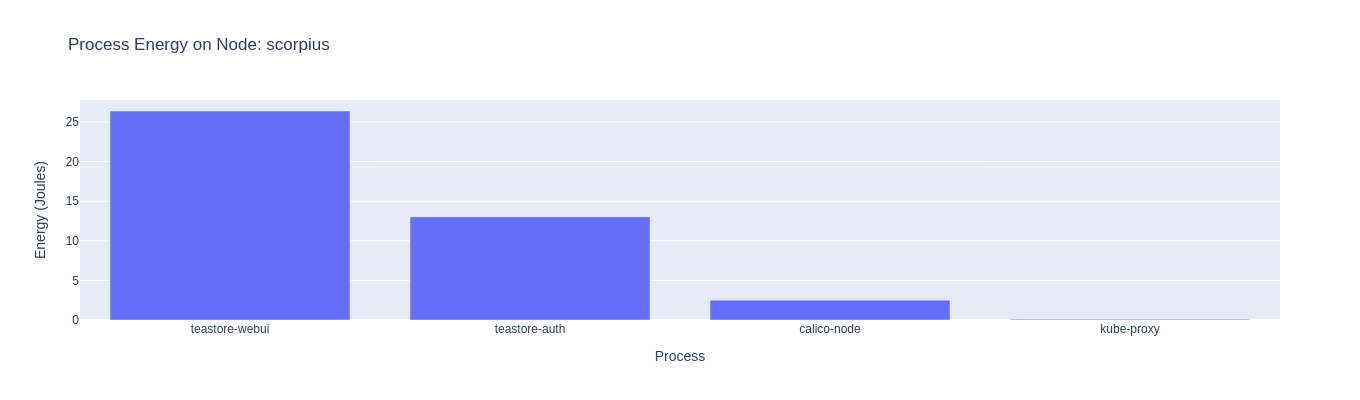 Process Energy on Node: scorpius
Energy (Joules)
25
20
15
10
5
0
teastore-webui teastore-auth calico-node kube-proxy
Process